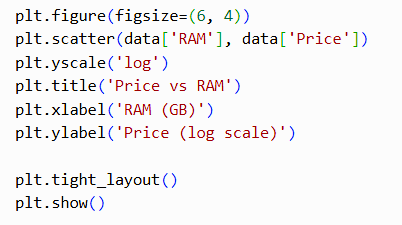 plt.figure(figsize=(6, 4))
plt.scatter(data['RAM'], data['Price'])
plt.yscale('log')
plt.title('Price vs RAM')
plt.xlabel('RAM (GB)')
plt.ylabel('Price (log scale)')
plt.tight_layout()
plt.show()